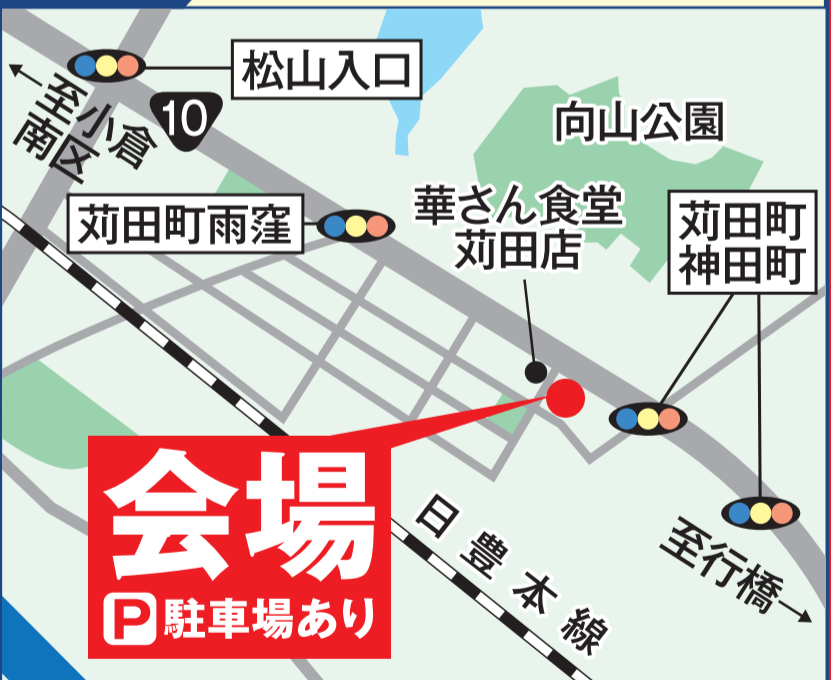 松山入口
10
至小倉
南区
向山公園
苅田町雨窪
華さん食堂
苅田店
苅田町
神田町
会場
P 駐車場あり
日豊本線
至行橋